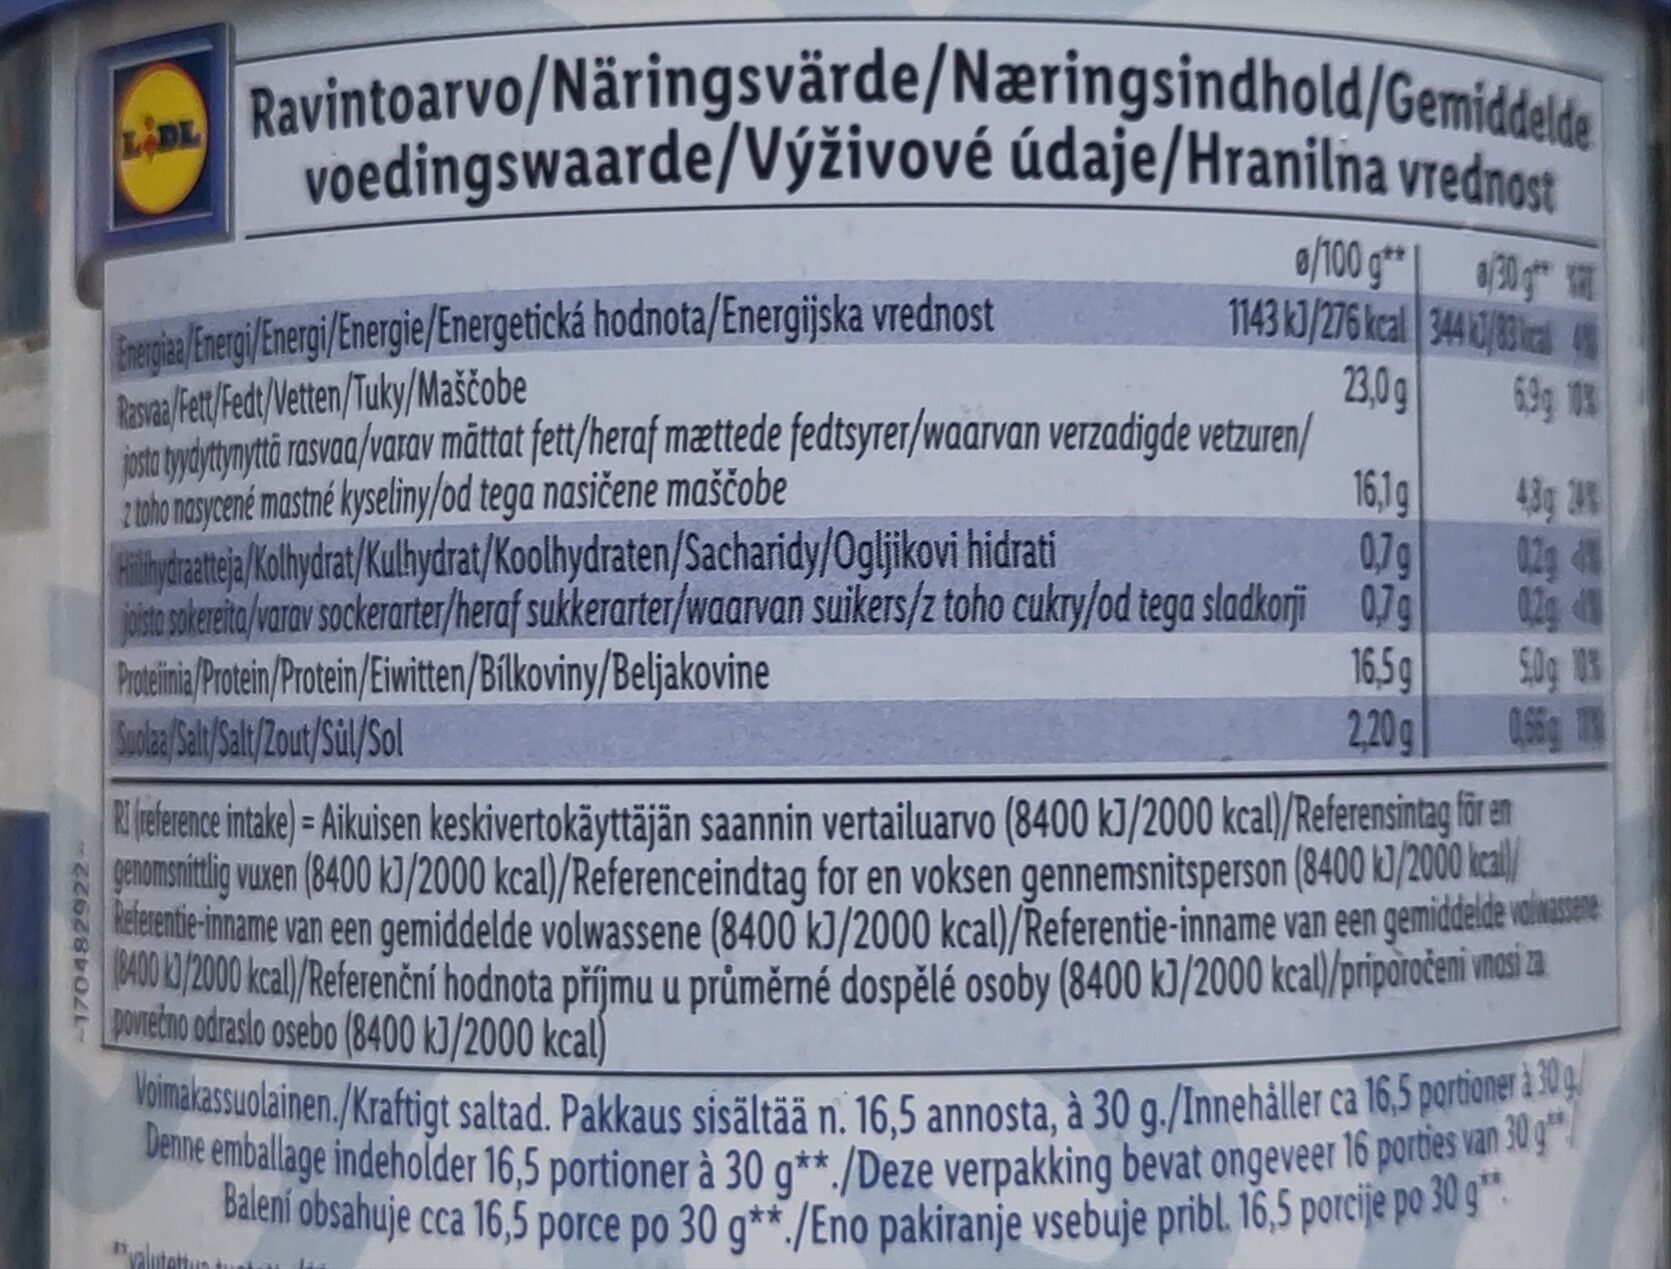 LIDL
Ravintoarvo/Näringsvärde/Næringsindhold/Gemiddelde
voedingswaarde/Výživové údaje/Hranilna vrednost
ø/100 g** ø/30 g** %RI
Energiaa/Energi/Energi/Energie/Energetická hodnota/Energijska vrednost 1143 kJ/276 kcal 344 kJ/83 kcal 4%
Rasvaa/Fett/Fedt/Vetten/Tuky/Maščobe 23,0 g 6,9g 10%
josta tyydyttynyttä rasvaa/varav mättat fett/heraf mættede fedtsyrer/waarvan verzadigde vetzuren/
z toho nasycené mastné kyseliny/od tega nasičene maščobe 16,1 g 4,8g 24%
Hiilihydraatteja/Kolhydrat/Kulhydrat/Koolhydraten/Sacharidy/Ogljikovi hidrati 0,7 g 0,2g <1%
joista sokereita/varav sockerarter/heraf sukkerarter/waarvan suikers/z toho cukry/od tega sladkorji 0,7 g 0,2g <1%
Proteiinia/Protein/Protein/Eiwitten/Bílkoviny/Beljakovine 16,5 g 5,0g 10%
Suolaa/Salt/Salt/Zout/Sůl/Sol 2,20 g 0,66g 11%
RI (reference intake) = Aikuisen keskivertokäyttäjän saannin vertailuarvo (8400 kJ/2000 kcal)/Referensintag för en
genomsnittlig vuxen (8400 kJ/2000 kcal)/Referenceindtag for en voksen gennemsnitsperson (8400 kJ/2000 kcal)/
Referentie-inname van een gemiddelde volwassene (8400 kJ/2000 kcal)/Referentie-inname van een gemiddelde volwassene
(8400 kJ/2000 kcal)/Referenční hodnota příjmu u průměrné dospělé osoby (8400 kJ/2000 kcal)/priporočeni vnosi za
povrečno odraslo osebo (8400 kJ/2000 kcal)
-170482922-
Voimakassuolainen./Kraftigt saltad. Pakkaus sisältää n. 16,5 annosta, à 30 g./Innehåller ca 16,5 portioner à 30 g./
Denne emballage indeholder 16,5 portioner à 30 g**./Deze verpakking bevat ongeveer 16 porties van 30 g**./
Balení obsahuje cca 16,5 porce po 30 g**./Eno pakiranje vsebuje pribl. 16,5 porcije po 30 g**.